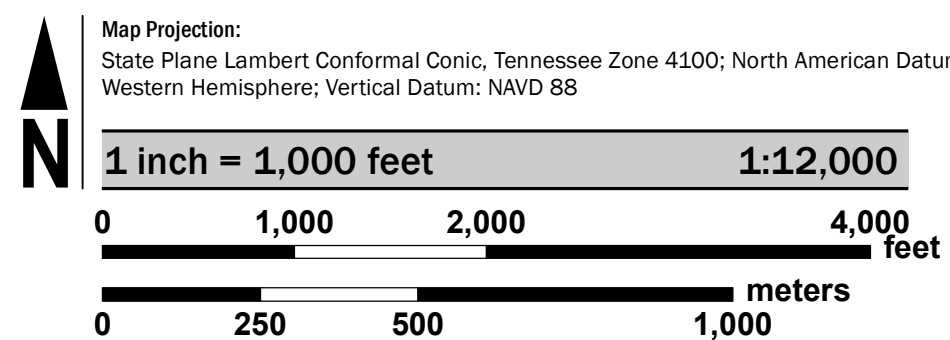 Map Projection:
State Plane Lambert Conformal Conic, Tennessee Zone 4100; North American
Western Hemisphere; Vertical Datum: NAVD 88
N
1 inch = 1,000 feet 1:12,000
0 1,000 2,000 4,000
feet
meters
0 250 500 1,000